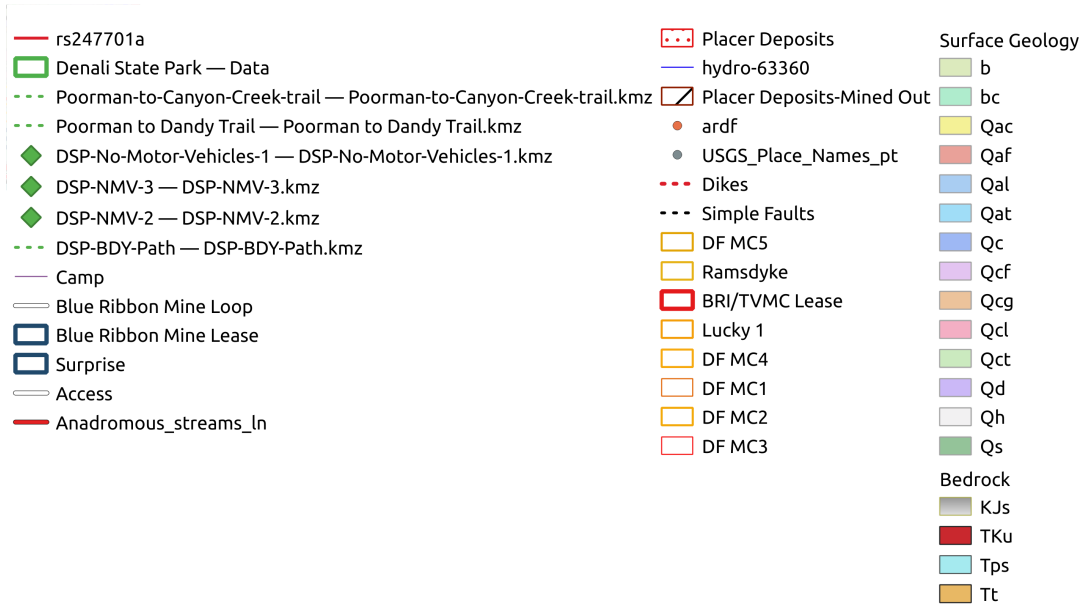 rs247701a
Denali State Park — Data
Poorman-to-Canyon-Creek-trail — Poorman-to-Canyon-Creek-trail.kmz
Poorman to Dandy Trail — Poorman to Dandy Trail.kmz
DSP-No-Motor-Vehicles-1 — DSP-No-Motor-Vehicles-1.kmz
DSP-NMV-3 — DSP-NMV-3.kmz
DSP-NMV-2 — DSP-NMV-2.kmz
DSP-BDY-Path — DSP-BDY-Path.kmz
Camp
Blue Ribbon Mine Loop
Blue Ribbon Mine Lease
Surprise
Access
Anadromous_streams_ln
Placer Deposits
hydro-63360
Placer Deposits-Mined Out
ardf
USGS_Place_Names_pt
Dikes
Simple Faults
DF MC5
Ramsdyke
BRI/TVMC Lease
Lucky 1
DF MC4
DF MC1
DF MC2
DF MC3
Surface Geology
b
bc
Qac
Qaf
Qal
Qat
Qc
Qcf
Qcg
Qcl
Qct
Qd
Qh
Qs
Bedrock
KJs
TKu
Tps
Tt